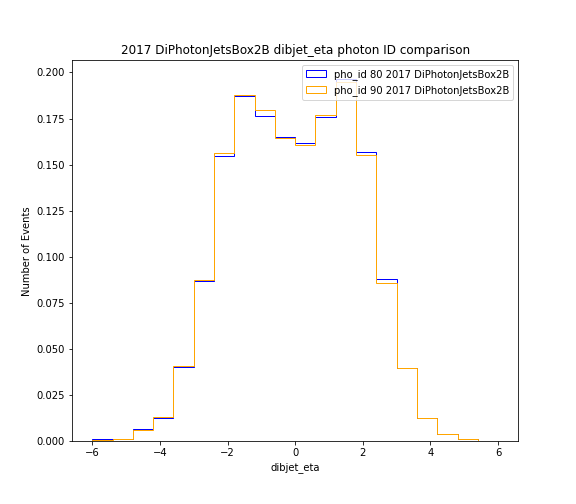 2017 DiPhotonJetsBox2B dibjet_eta photon ID comparison
pho_id 80 2017 DiPhotonJetsBox2B
pho_id 90 2017 DiPhotonJetsBox2B
0.200
0.175
0.150
0.125
0.100
0.075
0.050
0.025
0.000
Number of Events
−6 −4 −2 0 2 4 6
dibjet_eta